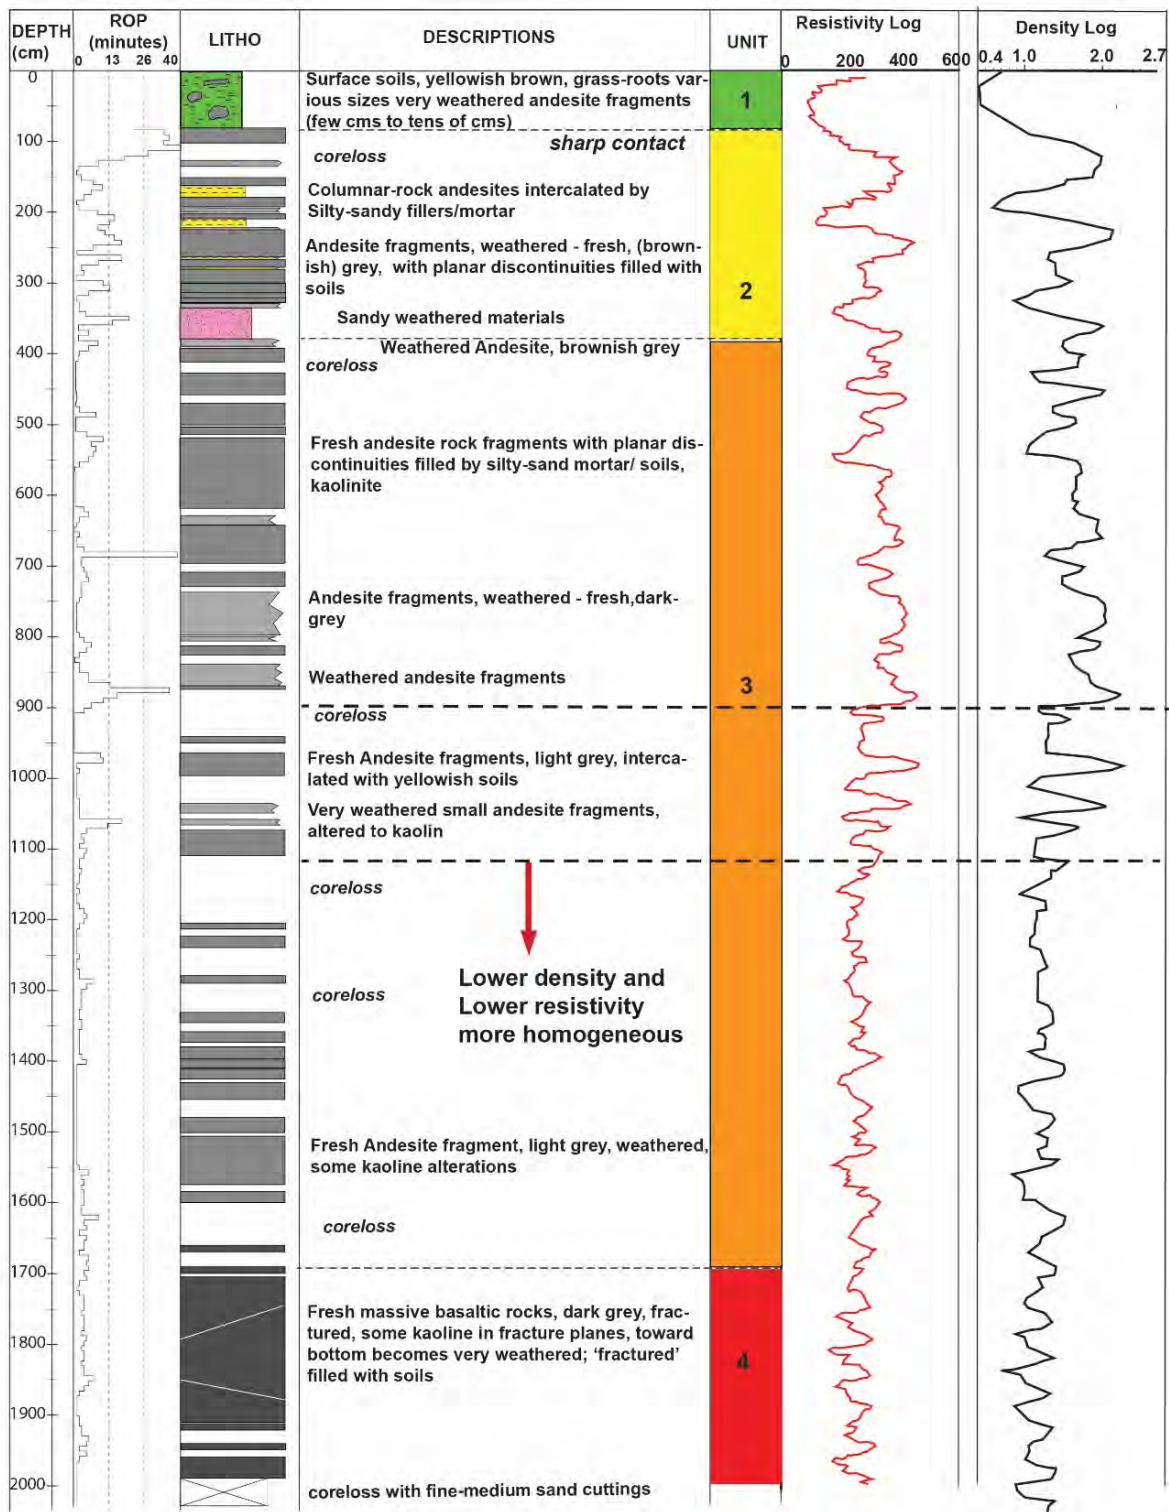 DEPTH
(cm)
ROP
(minutes)
0 13 26 40
LITHO
DESCRIPTIONS
UNIT
Resistivity Log
0 200 400 600
Density Log
0.4 1.0 2.0 2.7
0
100
200
300
400
500
600
700
800
900
1000
1100
1200
1300
1400
1500
1600
1700
1800
1900
2000
Surface soils, yellowish brown, grass-roots var
ious sizes very weathered andesite fragments
(few cms to tens of cms)
sharp contact
coreloss
Columnar-rock andesites intercalated by
Silty-sandy fillers/mortar
Andesite fragments, weathered - fresh, (brown-
ish) grey, with planar discontinuities filled with
soils
Sandy weathered materials
Weathered Andesite, brownish grey
coreloss
Fresh andesite rock fragments with planar dis-
continuities filled by silty-sand mortar/ soils,
kaolinite
Andesite fragments, weathered - fresh,dark-
grey
Weathered andesite fragments
coreloss
Fresh Andesite fragments, light grey, interca-
lated with yellowish soils
Very weathered small andesite fragments,
altered to kaolin
coreloss
Lower density and
Lower resistivity
more homogeneous
coreloss
Fresh Andesite fragment, light grey, weathered,
some kaoline alterations
coreloss
Fresh massive basaltic rocks, dark grey, frac-
tured, some kaoline in fracture planes, toward
bottom becomes very weathered; 'fractured'
filled with soils
coreloss with fine-medium sand cuttings
1
2
3
4